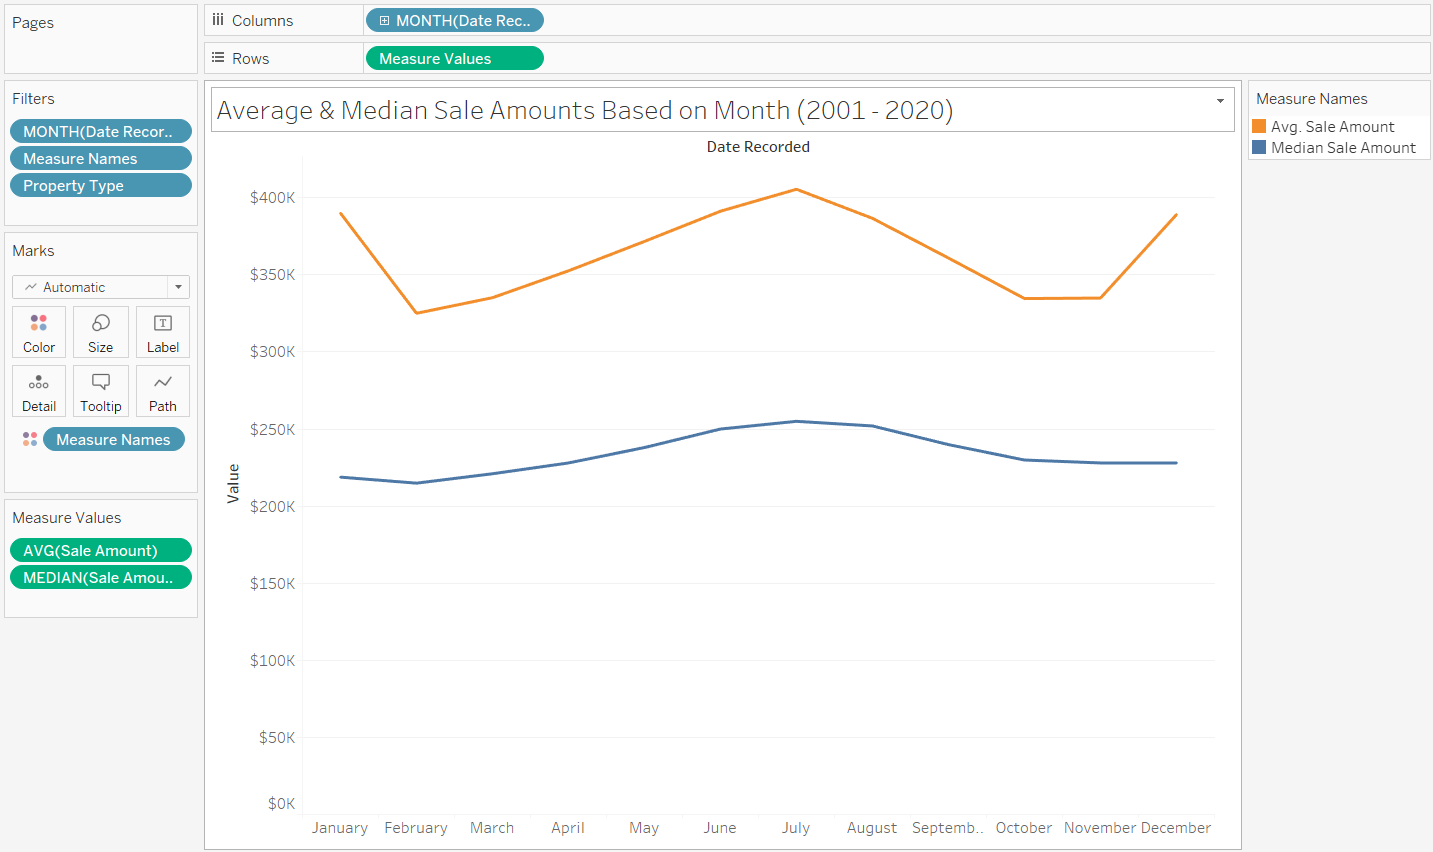 Pages
Columns
MONTH(Date Rec..
Rows
Measure Values
Filters
MONTH(Date Recor..
Measure Names
Property Type
Marks
Automatic
Color Size Label
Detail Tooltip Path
Measure Names
Measure Values
AVG(Sale Amount)
MEDIAN(Sale Amou..
Average & Median Sale Amounts Based on Month (2001 - 2020)
Date Recorded
$400K
$350K
$300K
$250K
$200K
$150K
$100K
$50K
$0K
Value
January February March April May June July August Septemb.. October November December
Measure Names
Avg. Sale Amount
Median Sale Amount